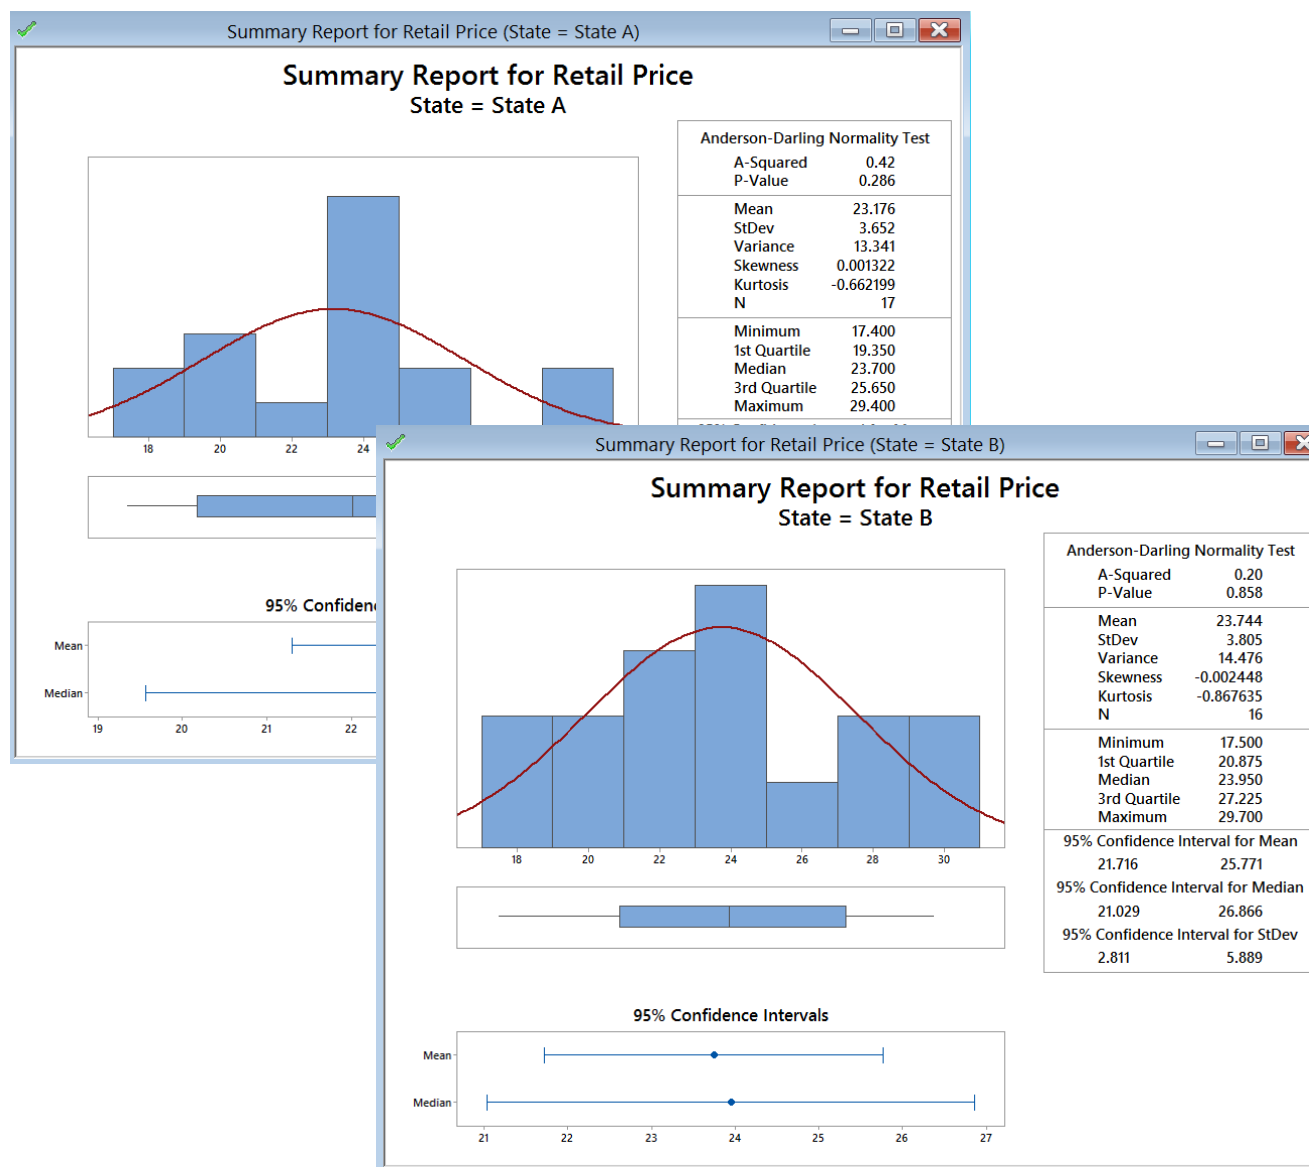 Summary Report for Retail Price (State = State A)
Summary Report for Retail Price
State = State A
Anderson-Darling Normality Test
A-Squared 0.42
P-Value 0.286
Mean 23.176
StDev 3.652
Variance 13.341
Skewness 0.001322
Kurtosis -0.662199
N 17
Minimum 17.400
1st Quartile 19.350
Median 23.700
3rd Quartile 25.650
Maximum 29.400
18 20 22 24
95% Confiden
Mean
Median
19 20 21 22
Summary Report for Retail Price (State = State B)
Summary Report for Retail Price
State = State B
Anderson-Darling Normality Test
A-Squared 0.20
P-Value 0.858
Mean 23.744
StDev 3.805
Variance 14.476
Skewness -0.002448
Kurtosis -0.867635
N 16
Minimum 17.500
1st Quartile 20.875
Median 23.950
3rd Quartile 27.225
Maximum 29.700
95% Confidence Interval for Mean
21.716 25.771
95% Confidence Interval for Median
21.029 26.866
95% Confidence Interval for StDev
2.811 5.889
18 20 22 24 26 28 30
95% Confidence Intervals
Mean
Median
21 22 23 24 25 26 27